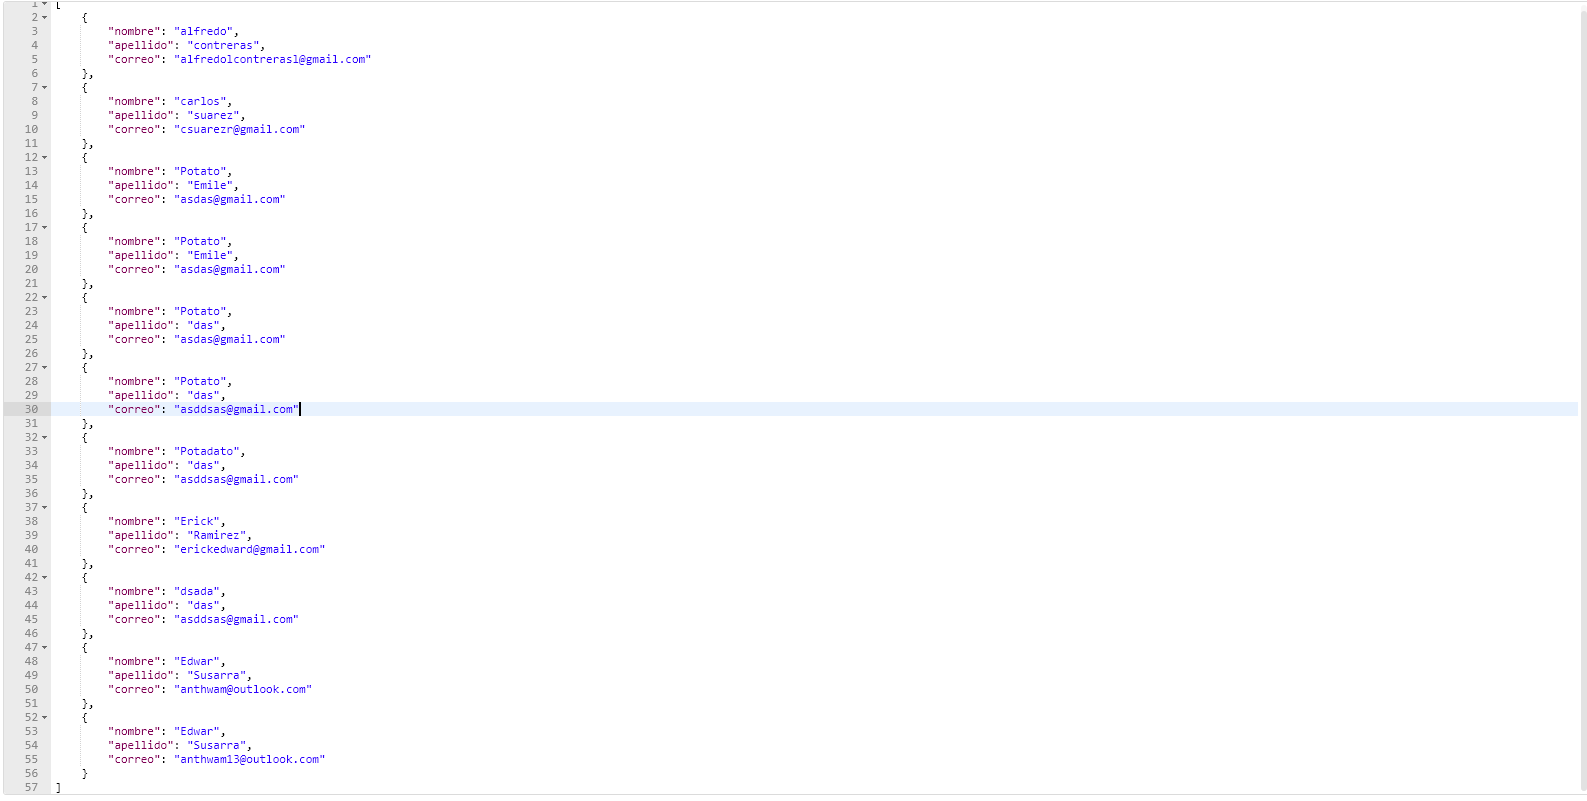 1 [
2 {
3 "nombre": "alfredo",
4 "apellido": "contreras",
5 "correo": "alfredolcontrerasl@gmail.com"
6 },
7 {
8 "nombre": "carlos",
9 "apellido": "suarez",
10 "correo": "csuarezr@gmail.com"
11 },
12 {
13 "nombre": "Potato",
14 "apellido": "Emile",
15 "correo": "asdas@gmail.com"
16 },
17 {
18 "nombre": "Potato",
19 "apellido": "Emile",
20 "correo": "asdas@gmail.com"
21 },
22 {
23 "nombre": "Potato",
24 "apellido": "das",
25 "correo": "asdas@gmail.com"
26 },
27 {
28 "nombre": "Potato",
29 "apellido": "das",
30 "correo": "asddsas@gmail.com"
31 },
32 {
33 "nombre": "Potadato",
34 "apellido": "das",
35 "correo": "asddsas@gmail.com"
36 },
37 {
38 "nombre": "Erick",
39 "apellido": "Ramirez",
40 "correo": "erickedward@gmail.com"
41 },
42 {
43 "nombre": "dsada",
44 "apellido": "das",
45 "correo": "asddsas@gmail.com"
46 },
47 {
48 "nombre": "Edwar",
49 "apellido": "Susarra",
50 "correo": "anthwam@outlook.com"
51 },
52 {
53 "nombre": "Edwar",
54 "apellido": "Susarra",
55 "correo": "anthwam13@outlook.com"
56 }
57 ]